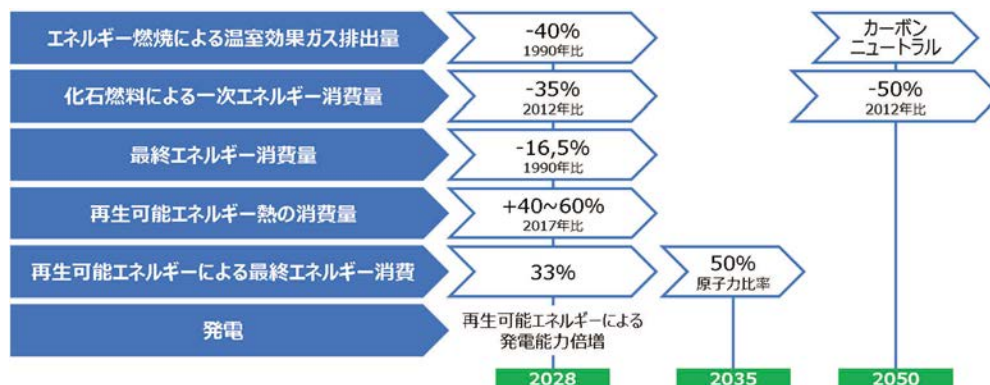 エネルギー燃焼による温室効果ガス排出量
-40%
1990年比
カーボン
ニュートラル
化石燃料による一次エネルギー消費量
-35%
2012年比
-50%
2012年比
最終エネルギー消費量
-16,5%
1990年比
再生可能エネルギー熱の消費量
+40~60%
2017年比
再生可能エネルギーによる最終エネルギー消費
33%
50%
原子力比率
発電
再生可能エネルギーによる
発電能力倍増
2028
2035
2050